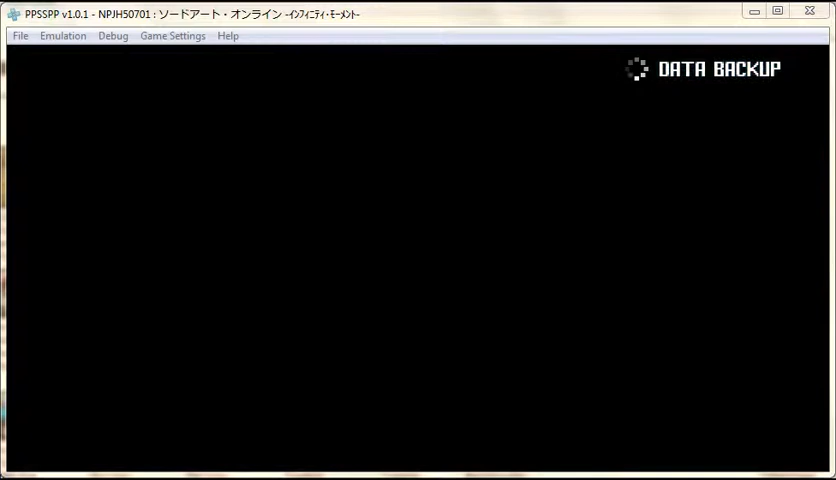 PPSSPP v1.0.1 - NPJH50701 : ソードアート・オンライン -ｲﾝﾌｨﾆﾃｨ･ﾓｰﾒﾝﾄ-
File Emulation Debug Game Settings Help
DATA BACKUP